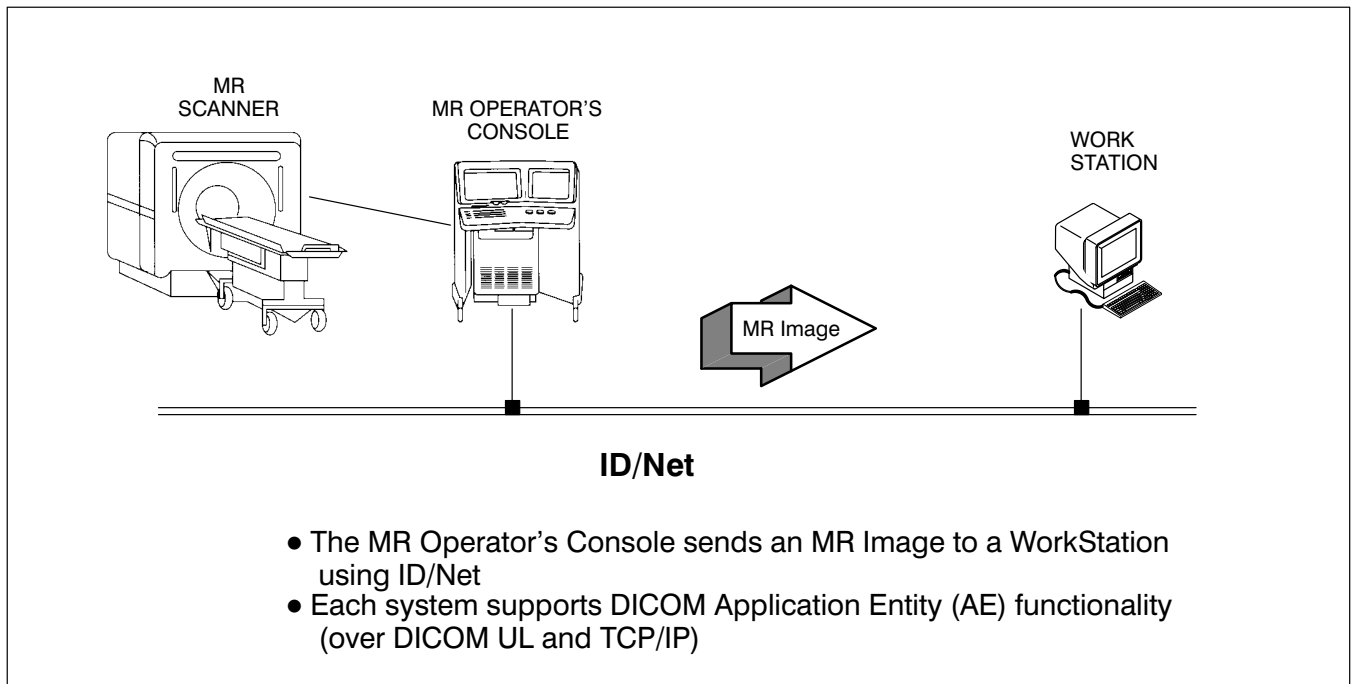 MR
SCANNER
MR OPERATOR’S
CONSOLE
WORK
STATION
MR Image
ID/Net
● The MR Operator’s Console sends an MR Image to a WorkStation
using ID/Net
● Each system supports DICOM Application Entity (AE) functionality
(over DICOM UL and TCP/IP)